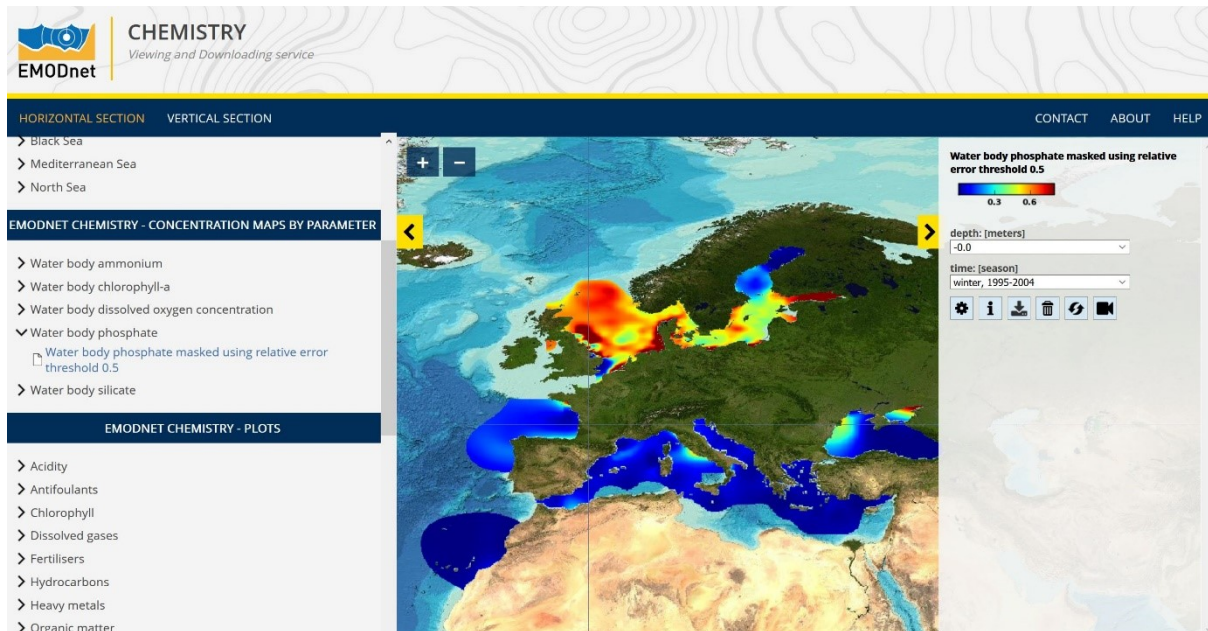 EMODnet
CHEMISTRY
Viewing and Downloading service
HORIZONTAL SECTION
VERTICAL SECTION
CONTACT
ABOUT
HELP
Black Sea
Mediterranean Sea
North Sea
EMODNET CHEMISTRY - CONCENTRATION MAPS BY PARAMETER
Water body ammonium
Water body chlorophyll-a
Water body dissolved oxygen concentration
Water body phosphate
Water body phosphate masked using relative error
threshold 0.5
Water body silicate
EMODNET CHEMISTRY - PLOTS
Acidity
Antifoulants
Chlorophyll
Dissolved gases
Fertilisers
Hydrocarbons
Heavy metals
Organic matter
Water body phosphate masked using relative
error threshold 0.5
0.3 0.6
depth: [meters]
-0.0
time: [season]
winter, 1995-2004